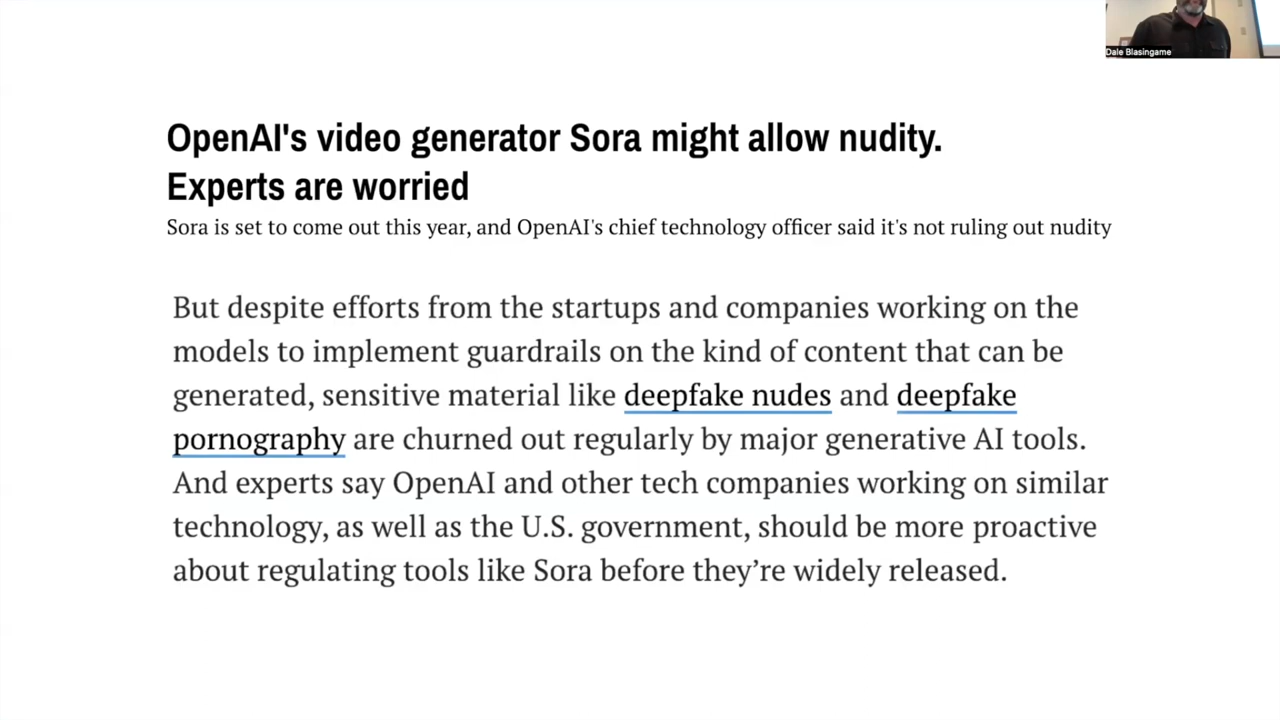 Dale Blasingame
OpenAI's video generator Sora might allow nudity.
Experts are worried
Sora is set to come out this year, and OpenAI's chief technology officer said it's not ruling out nudity
But despite efforts from the startups and companies working on the
models to implement guardrails on the kind of content that can be
generated, sensitive material like deepfake nudes and deepfake
pornography are churned out regularly by major generative AI tools.
And experts say OpenAI and other tech companies working on similar
technology, as well as the U.S. government, should be more proactive
about regulating tools like Sora before they’re widely released.